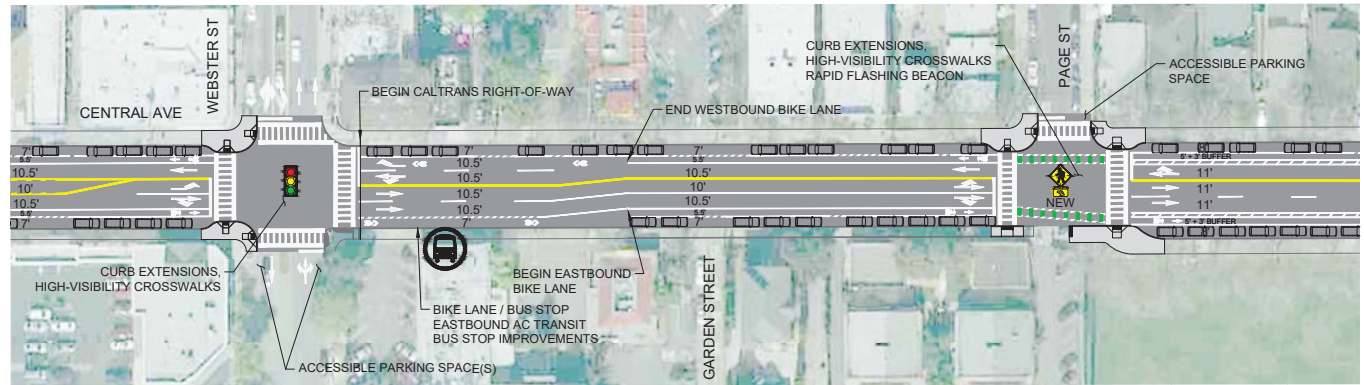 WEBSTER ST
CENTRAL AVE
BEGIN CALTRANS RIGHT-OF-WAY
END WESTBOUND BIKE LANE
CURB EXTENSIONS,
HIGH-VISIBILITY CROSSWALKS
RAPID FLASHING BEACON
PAGE ST
ACCESSIBLE PARKING
SPACE
7'
5.5'
10.5'
10'
10.5'
5.5'
7'
7'
10.5'
10.5'
10.5'
7'
5.5'
10.5'
10'
10.5'
5.5'
7'
NEW
8'
5' + 3' BUFFER
11'
11'
11'
5' + 3' BUFFER
8'
CURB EXTENSIONS,
HIGH-VISIBILITY CROSSWALKS
ACCESSIBLE PARKING SPACE(S)
BIKE LANE / BUS STOP
EASTBOUND AC TRANSIT
BUS STOP IMPROVEMENTS
BEGIN EASTBOUND
BIKE LANE
GARDEN STREET